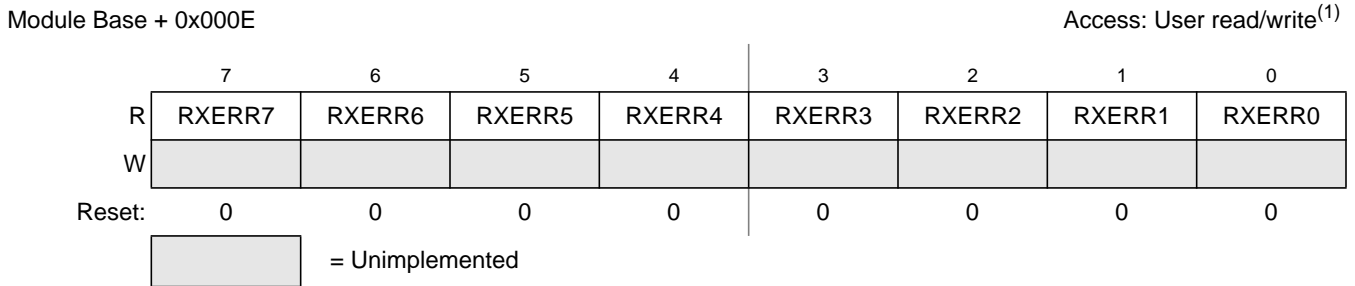 Module Base + 0x000E Access: User read/write(1)
7 6 5 4 3 2 1 0
R RXERR7 RXERR6 RXERR5 RXERR4 RXERR3 RXERR2 RXERR1 RXERR0
W
Reset: 0 0 0 0 0 0 0 0
= Unimplemented